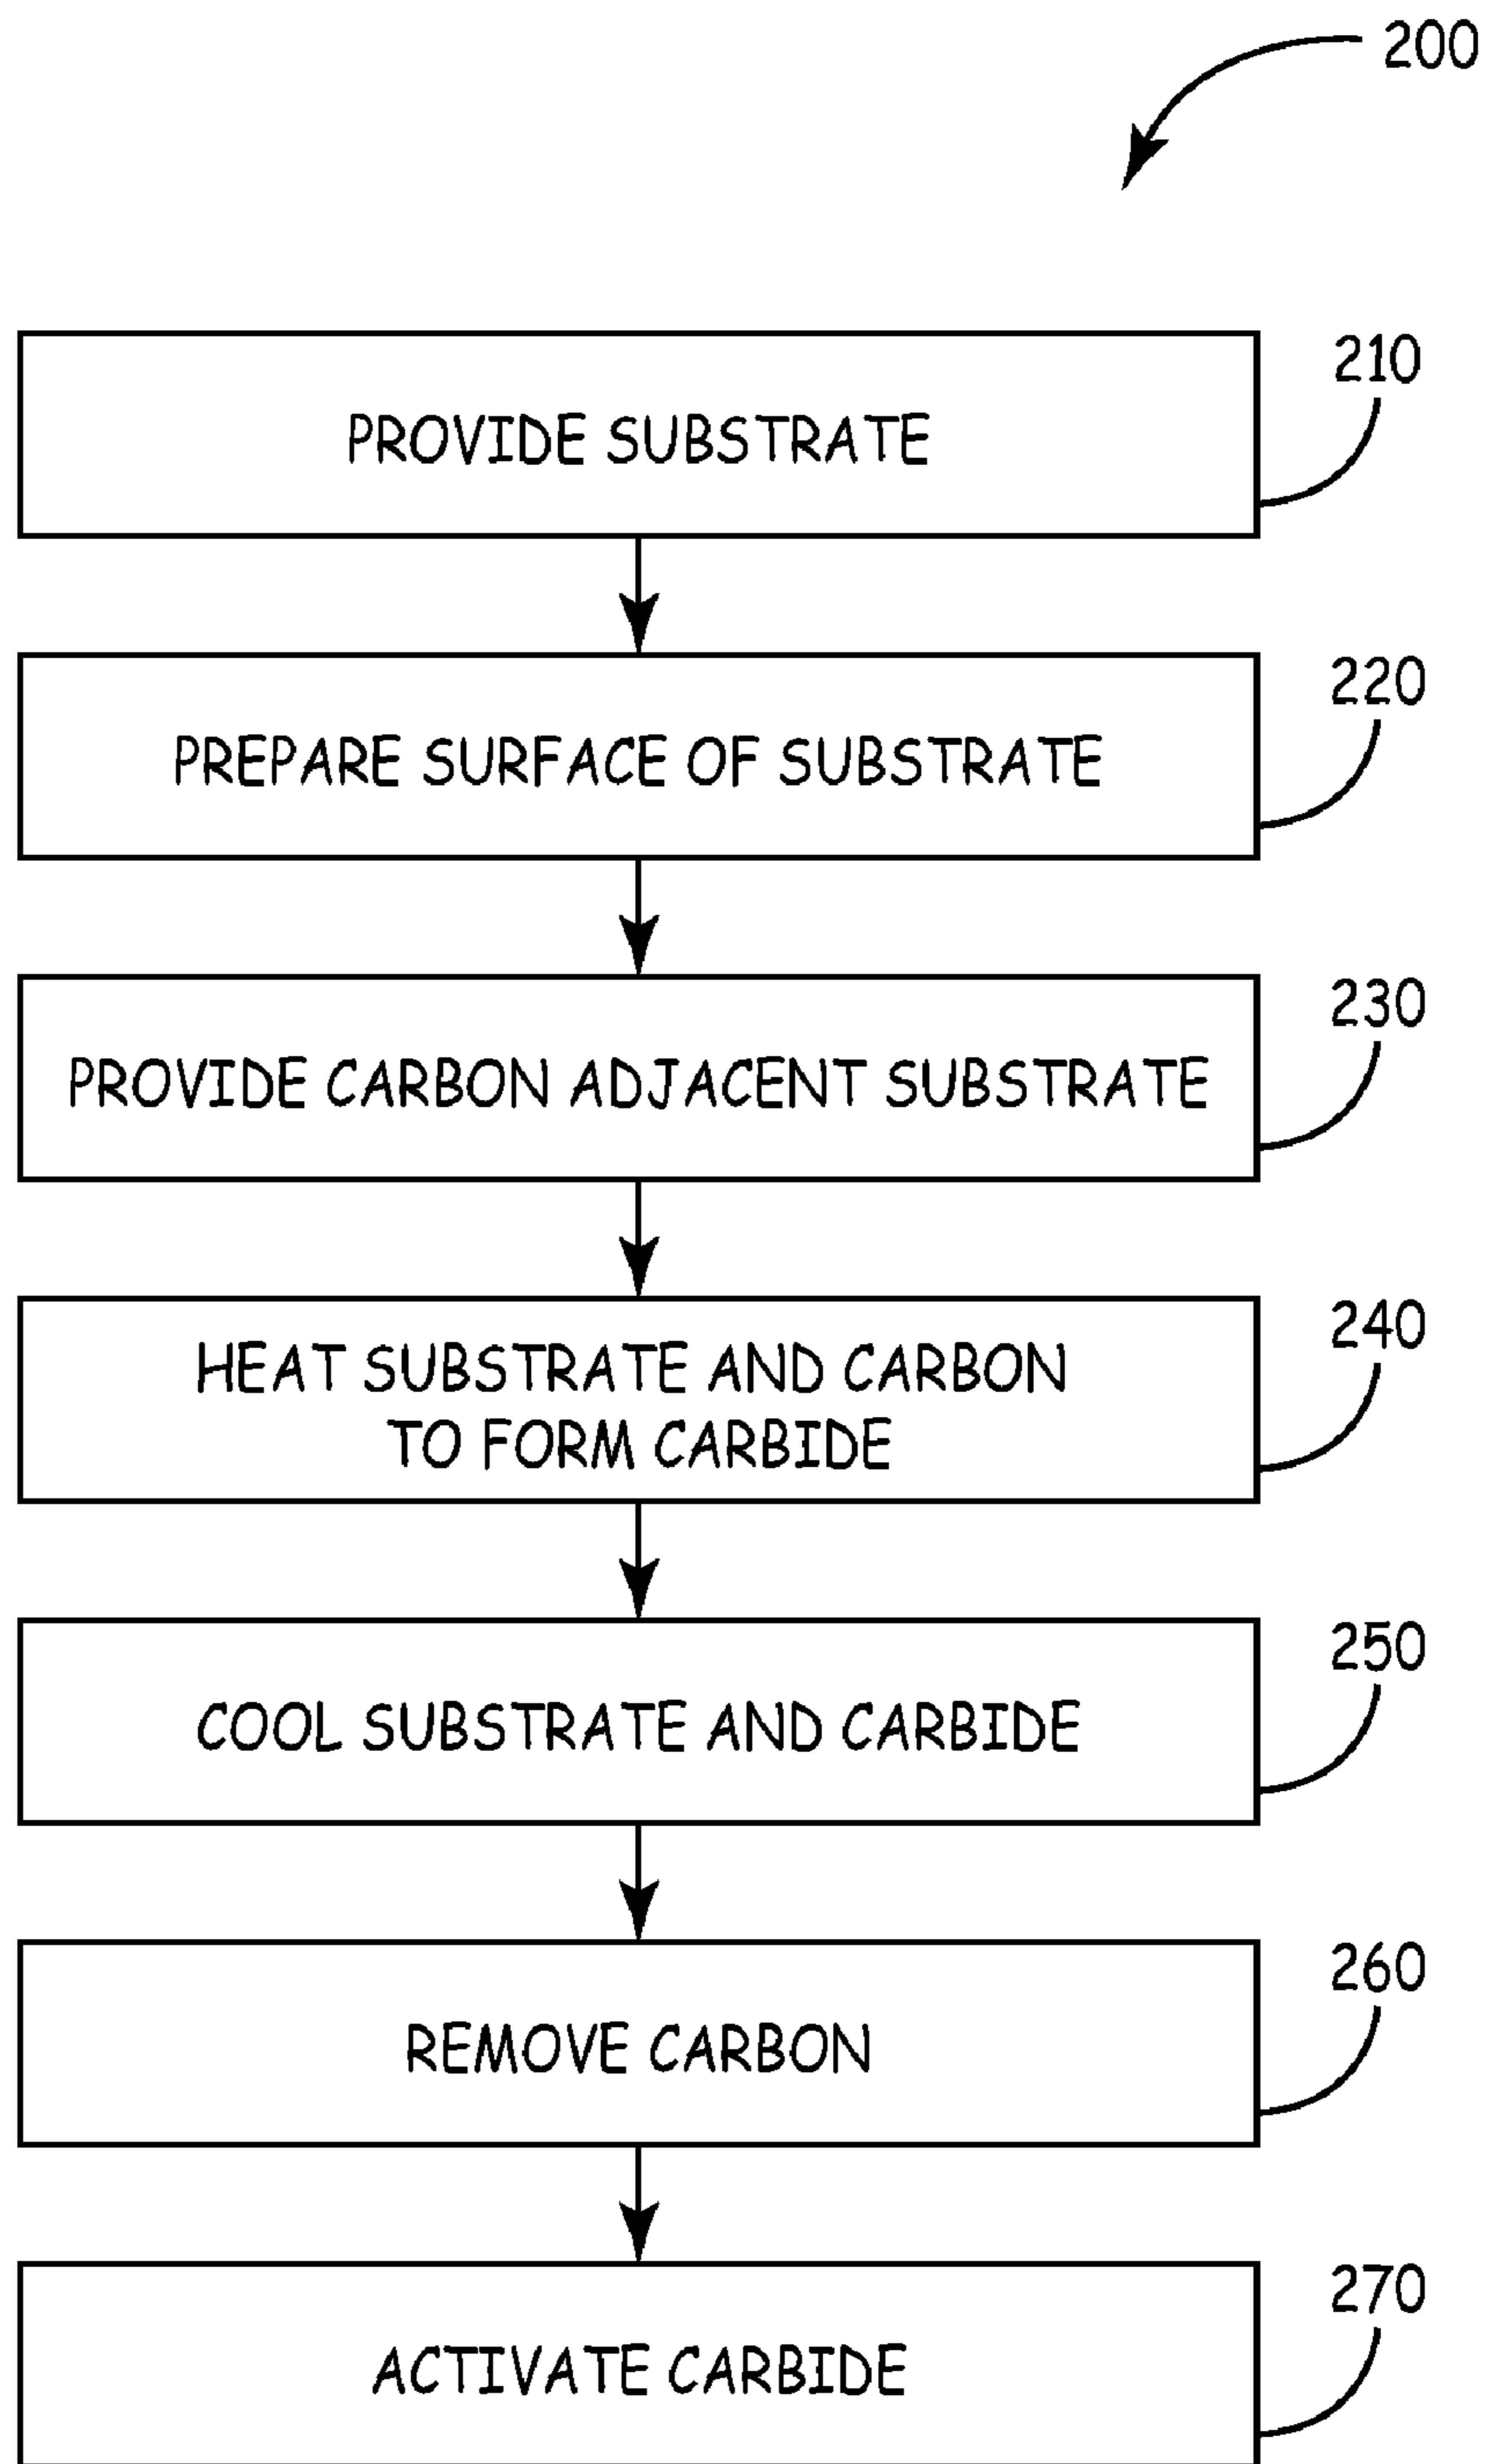 200
210
PROVIDE SUBSTRATE
220
PREPARE SURFACE OF SUBSTRATE
230
PROVIDE CARBON ADJACENT SUBSTRATE
240
HEAT SUBSTRATE AND CARBON
TO FORM CARBIDE
250
COOL SUBSTRATE AND CARBIDE
260
REMOVE CARBON
270
ACTIVATE CARBIDE